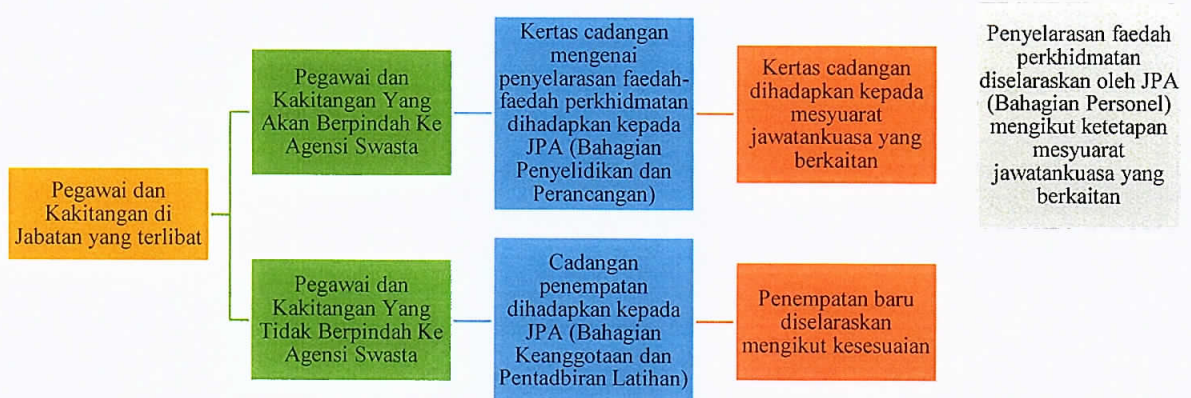 Pegawai dan
Kakitangan di
Jabatan yang terlibat
Pegawai dan
Kakitangan Yang
Akan Berpindah Ke
Agensi Swasta
Kertas cadangan
mengenai
penyelarasan faedah-
faedah perkhidmatan
dihadapkan kepada
JPA (Bahagian
Penyelidikan dan
Perancangan)
Kertas cadangan
dihadapkan kepada
mesyuarat
jawatankuasa yang
berkaitan
Penyelarasan faedah
perkhidmatan
diselaraskan oleh JPA
(Bahagian Personel)
mengikut ketetapan
mesyuarat
jawatankuasa yang
berkaitan
Pegawai dan
Kakitangan Yang
Tidak Berpindah Ke
Agensi Swasta
Cadangan
penempatan
dihadapkan kepada
JPA (Bahagian
Keanggotaan dan
Pentadbiran Latihan)
Penempatan baru
diselaraskan
mengikut kesesuaian